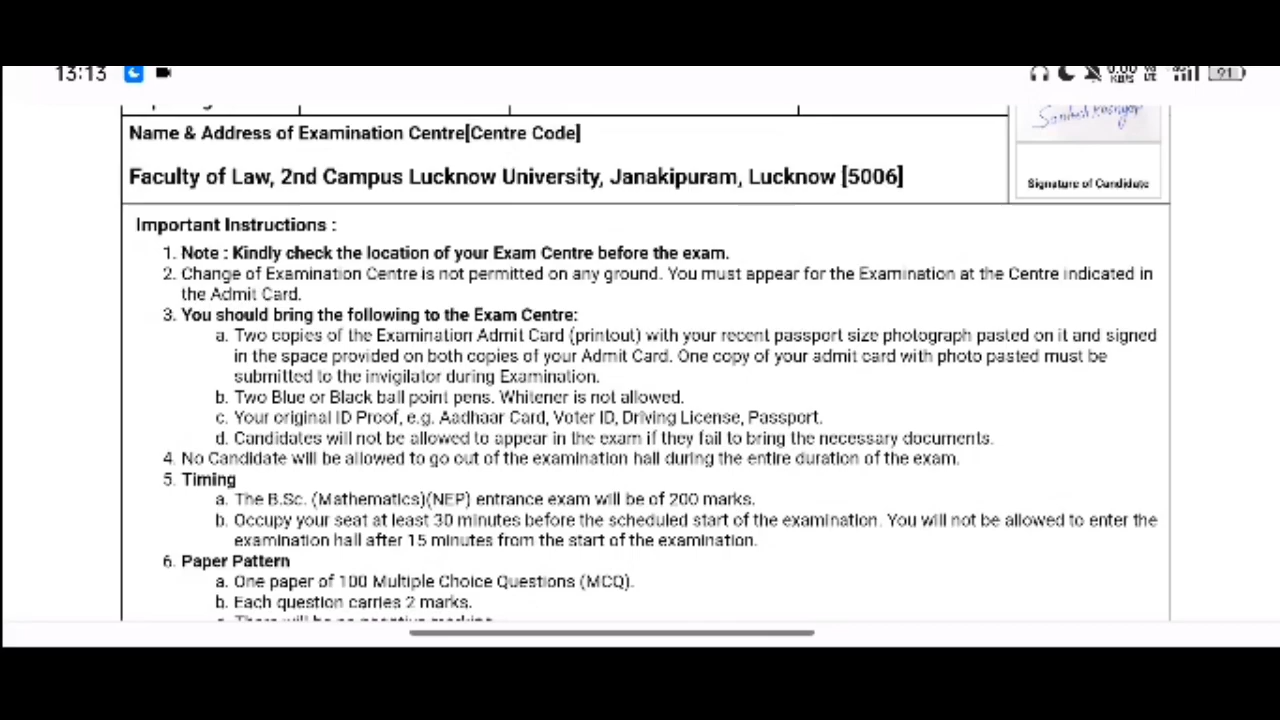 13:13
0.00 KB/S
91
Name & Address of Examination Centre[Centre Code]
Faculty of Law, 2nd Campus Lucknow University, Janakipuram, Lucknow [5006]
Signature of Candidate
Important Instructions :
1. Note : Kindly check the location of your Exam Centre before the exam.
2. Change of Examination Centre is not permitted on any ground. You must appear for the Examination at the Centre indicated in
the Admit Card.
3. You should bring the following to the Exam Centre:
a. Two copies of the Examination Admit Card (printout) with your recent passport size photograph pasted on it and signed
in the space provided on both copies of your Admit Card. One copy of your admit card with photo pasted must be
submitted to the invigilator during Examination.
b. Two Blue or Black ball point pens. Whitener is not allowed.
c. Your original ID Proof, e.g. Aadhaar Card, Voter ID, Driving License, Passport.
d. Candidates will not be allowed to appear in the exam if they fail to bring the necessary documents.
4. No Candidate will be allowed to go out of the examination hall during the entire duration of the exam.
5. Timing
a. The B.Sc. (Mathematics)(NEP) entrance exam will be of 200 marks.
b. Occupy your seat at least 30 minutes before the scheduled start of the examination. You will not be allowed to enter the
examination hall after 15 minutes from the start of the examination.
6. Paper Pattern
a. One paper of 100 Multiple Choice Questions (MCQ).
b. Each question carries 2 marks.
c. There will be no negative marking